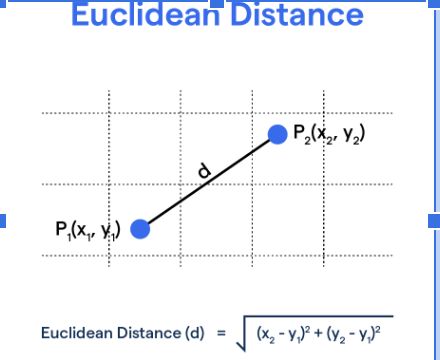 Euclidean Distance
P₂(x₂, y₂)
d
P₁(x₁, y₁)
Euclidean Distance (d) = √(x₂ - y₁)² + (y₂ - y₁)²